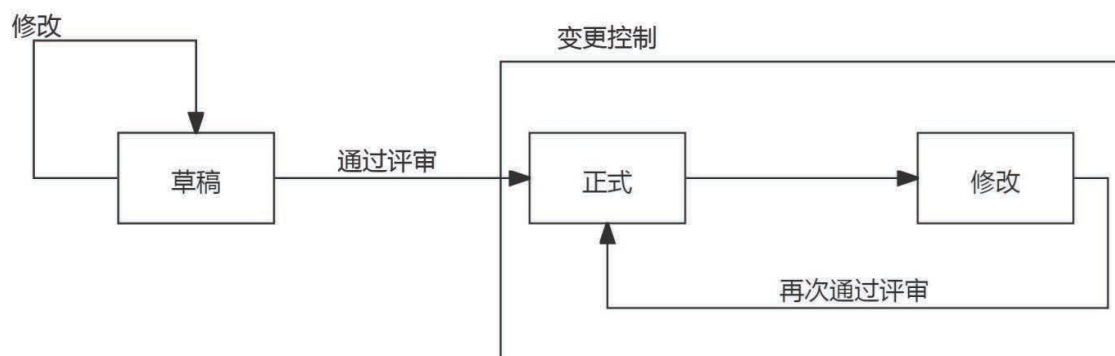 修改
变更控制
通过评审
草稿
正式
修改
再次通过评审